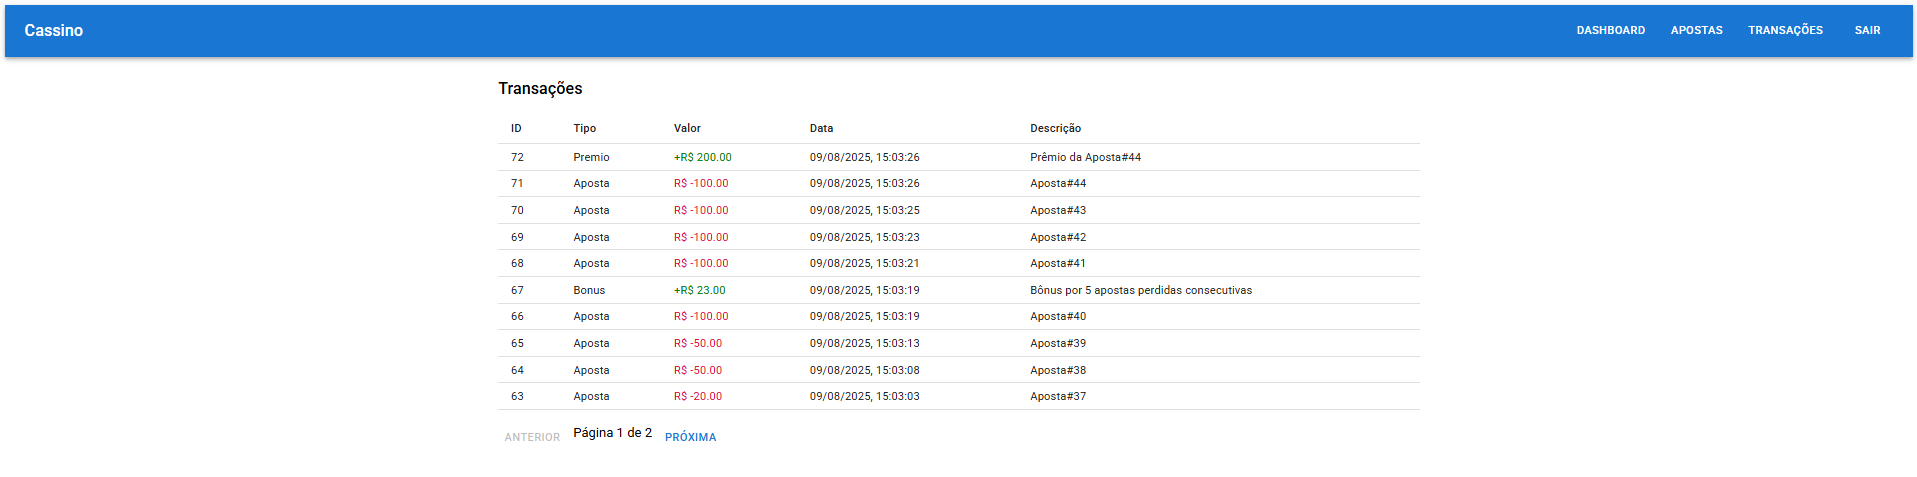 Cassino DASHBOARD APOSTAS TRANSAÇÕES SAIR
Transações
ID Tipo Valor Data Descrição
72 Premio +R$ 200.00 09/08/2025, 15:03:26 Prêmio da Aposta#44
71 Aposta R$ -100.00 09/08/2025, 15:03:26 Aposta#44
70 Aposta R$ -100.00 09/08/2025, 15:03:25 Aposta#43
69 Aposta R$ -100.00 09/08/2025, 15:03:23 Aposta#42
68 Aposta R$ -100.00 09/08/2025, 15:03:21 Aposta#41
67 Bonus +R$ 23.00 09/08/2025, 15:03:19 Bônus por 5 apostas perdidas consecutivas
66 Aposta R$ -100.00 09/08/2025, 15:03:19 Aposta#40
65 Aposta R$ -50.00 09/08/2025, 15:03:13 Aposta#39
64 Aposta R$ -50.00 09/08/2025, 15:03:08 Aposta#38
63 Aposta R$ -20.00 09/08/2025, 15:03:03 Aposta#37
ANTERIOR Página 1 de 2 PRÓXIMA